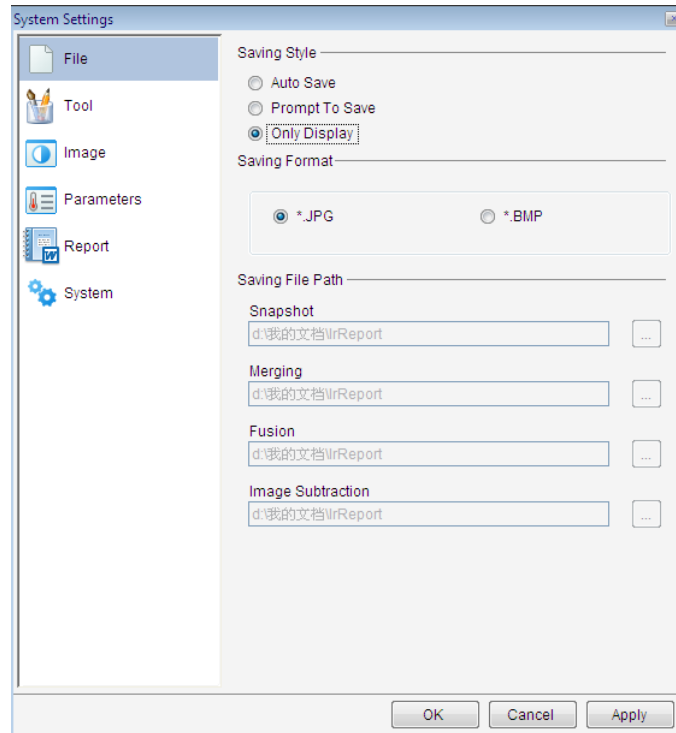 System Settings
File
Tool
Image
Parameters
Report
System
Saving Style
Auto Save
Prompt To Save
Only Display
Saving Format
*.JPG
*.BMP
Saving File Path
Snapshot
d:\我的文档\IrReport
...
Merging
d:\我的文档\IrReport
...
Fusion
d:\我的文档\IrReport
...
Image Subtraction
d:\我的文档\IrReport
...
OK
Cancel
Apply